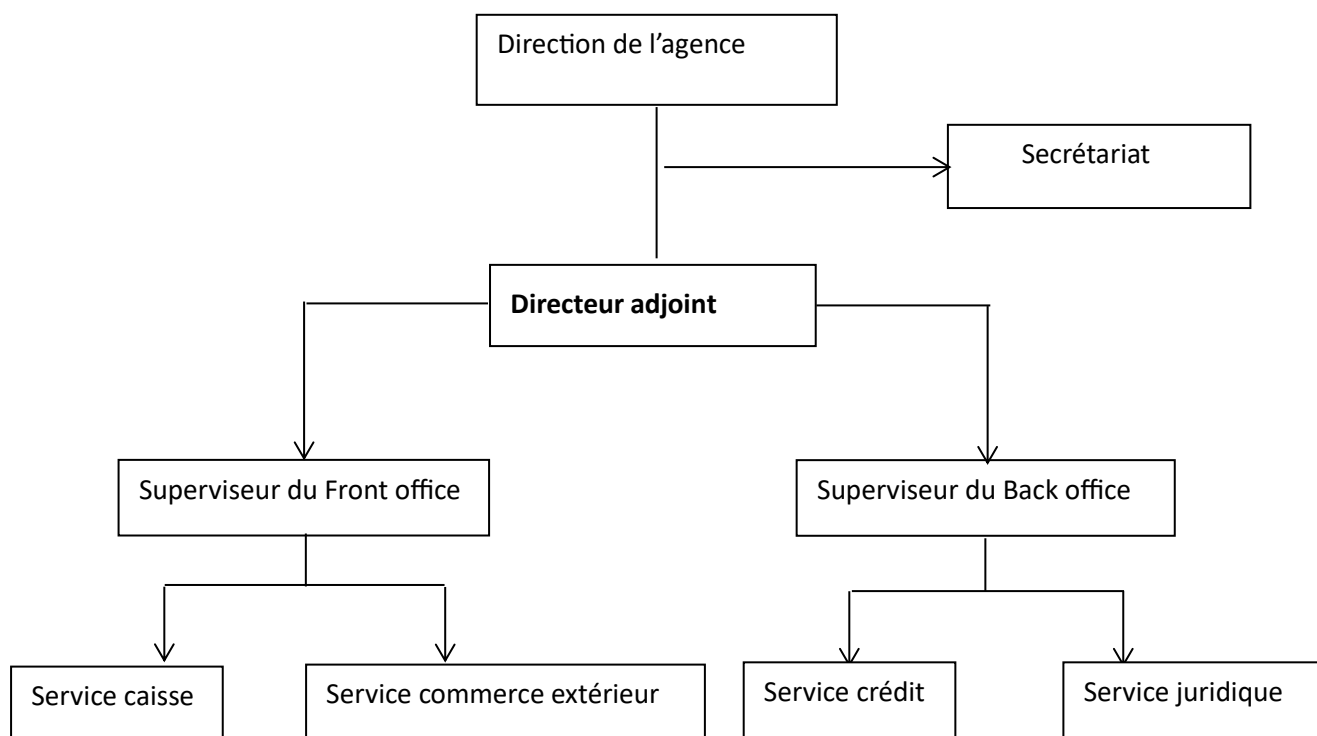 Direction de l’agence
Secrétariat
Directeur adjoint
Superviseur du Front office
Superviseur du Back office
Service caisse
Service commerce extérieur
Service crédit
Service juridique